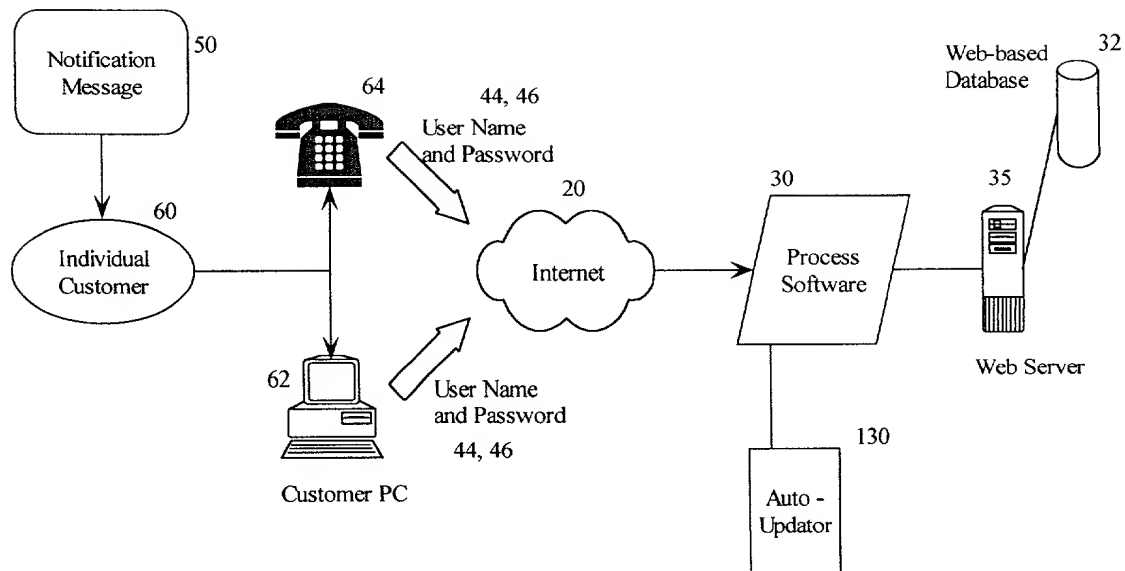 50
Notification
Message
60
Individual
Customer
64
44, 46
User Name
and Password
62
Customer PC
User Name
and Password
44, 46
20
Internet
30
Process
Software
130
Auto -
Updator
35
Web Server
Web-based
Database
32